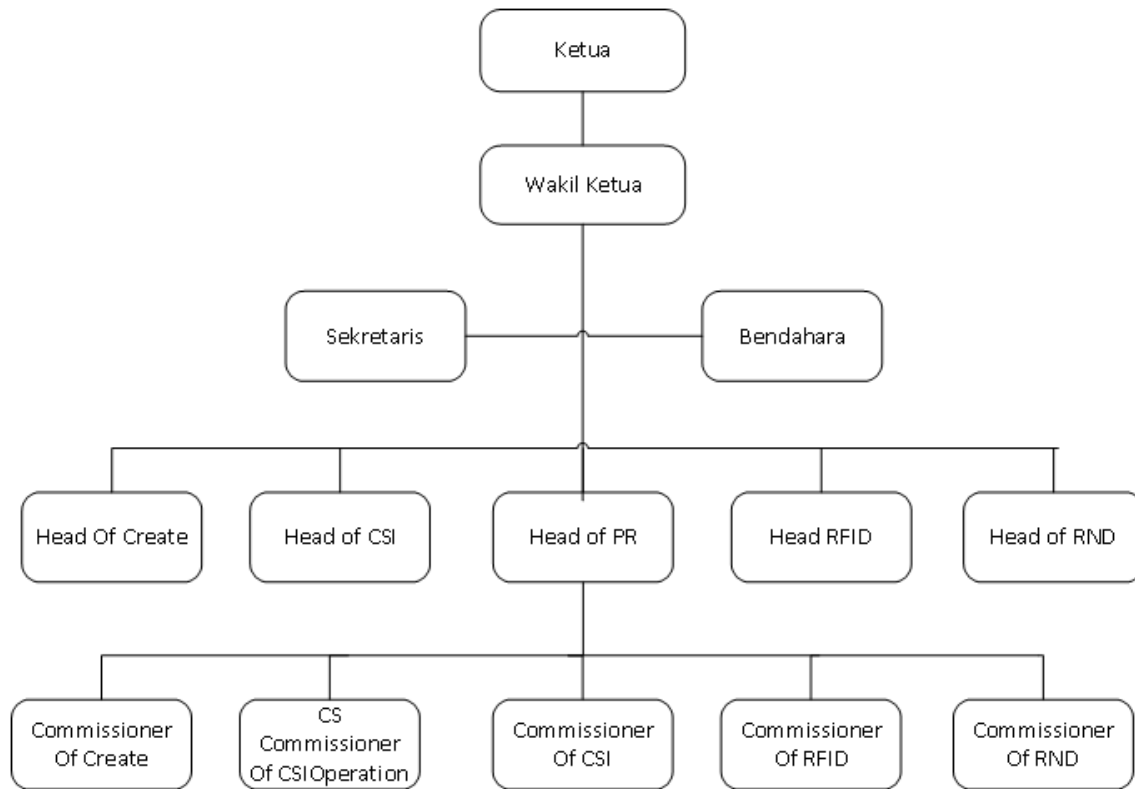 Ketua
Wakil Ketua
Sekretaris
Bendahara
Head Of Create
Head of CSI
Head of PR
Head RFID
Head of RND
Commissioner
Of Create
CS
Commissioner
Of CSIOperation
Commissioner
Of CSI
Commissioner
Of RFID
Commissioner
Of RND